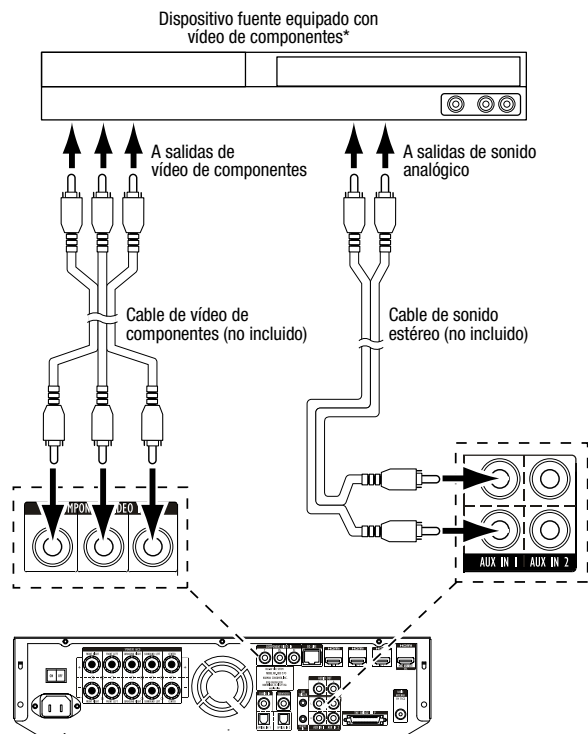 Dispositivo fuente equipado con
vídeo de componentes*
A salidas de
vídeo de componentes
A salidas de sonido
analógico
Cable de vídeo de
componentes (no incluido)
Cable de sonido
estéreo (no incluido)
AUX IN 1 AUX IN 2